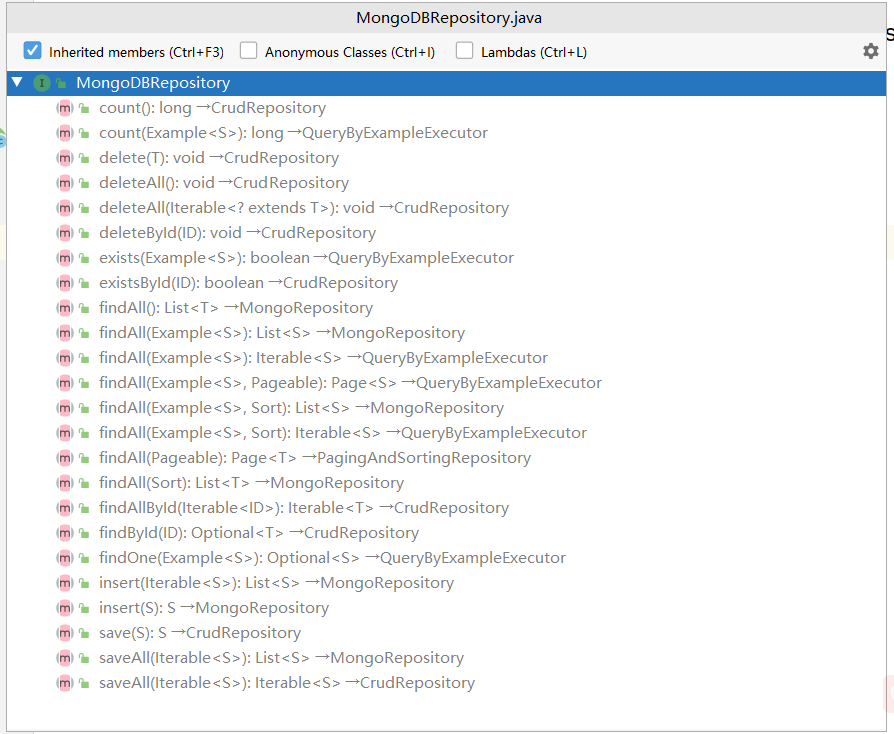 MongoDBRepository.java
Inherited members (Ctrl+F3) Anonymous Classes (Ctrl+I) Lambdas (Ctrl+L)
I MongoDBRepository
m count(): long →CrudRepository
m count(Example<S>): long →QueryByExampleExecutor
m delete(T): void →CrudRepository
m deleteAll(): void →CrudRepository
m deleteAll(Iterable<? extends T>): void →CrudRepository
m deleteById(ID): void →CrudRepository
m exists(Example<S>): boolean →QueryByExampleExecutor
m existsById(ID): boolean →CrudRepository
m findAll(): List<T> →MongoRepository
m findAll(Example<S>): List<S> →MongoRepository
m findAll(Example<S>): Iterable<S> →QueryByExampleExecutor
m findAll(Example<S>, Pageable): Page<S> →QueryByExampleExecutor
m findAll(Example<S>, Sort): List<S> →MongoRepository
m findAll(Example<S>, Sort): Iterable<S> →QueryByExampleExecutor
m findAll(Pageable): Page<T> →PagingAndSortingRepository
m findAll(Sort): List<T> →MongoRepository
m findAllById(Iterable<ID>): Iterable<T> →CrudRepository
m findById(ID): Optional<T> →CrudRepository
m findOne(Example<S>): Optional<S> →QueryByExampleExecutor
m insert(Iterable<S>): List<S> →MongoRepository
m insert(S): S →MongoRepository
m save(S): S →CrudRepository
m saveAll(Iterable<S>): List<S> →MongoRepository
m saveAll(Iterable<S>): Iterable<S> →CrudRepository